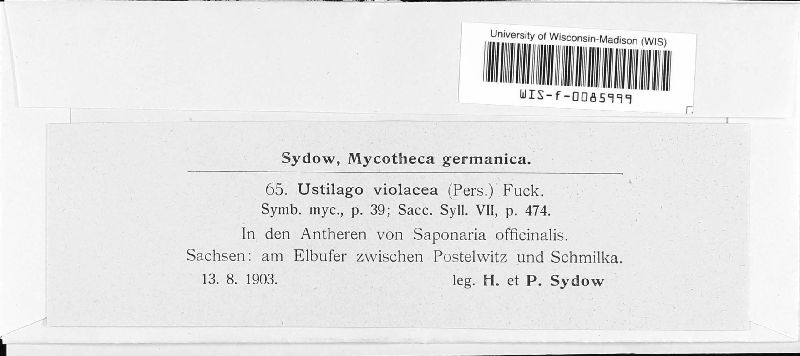 University of Wisconsin-Madison (WIS)
WIS-f-0085999
Sydow, Mycotheca germanica.
65. Ustilago violacea (Pers.) Fuck.
Symb. myc., p. 39; Sacc. Syll. VII, p. 474.
In den Antheren von Saponaria officinalis.
Sachsen: am Elbufer zwischen Postelwitz und Schmilka.
13. 8. 1903. leg. H. et P. Sydow